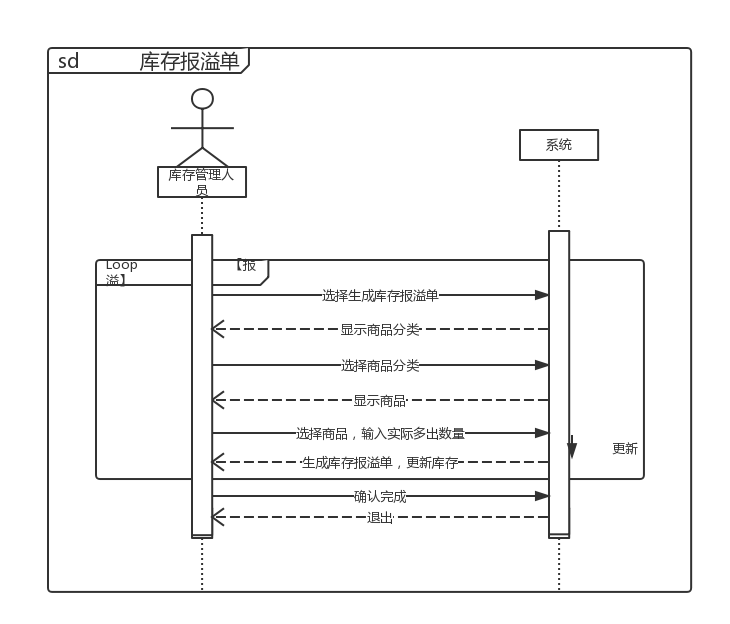 sd 库存报溢单
系统
库存管理人
员
Loop 【报
溢】
选择生成库存报溢单
显示商品分类
选择商品分类
显示商品
选择商品，输入实际多出数量
更新
生成库存报溢单，更新库存
确认完成
退出